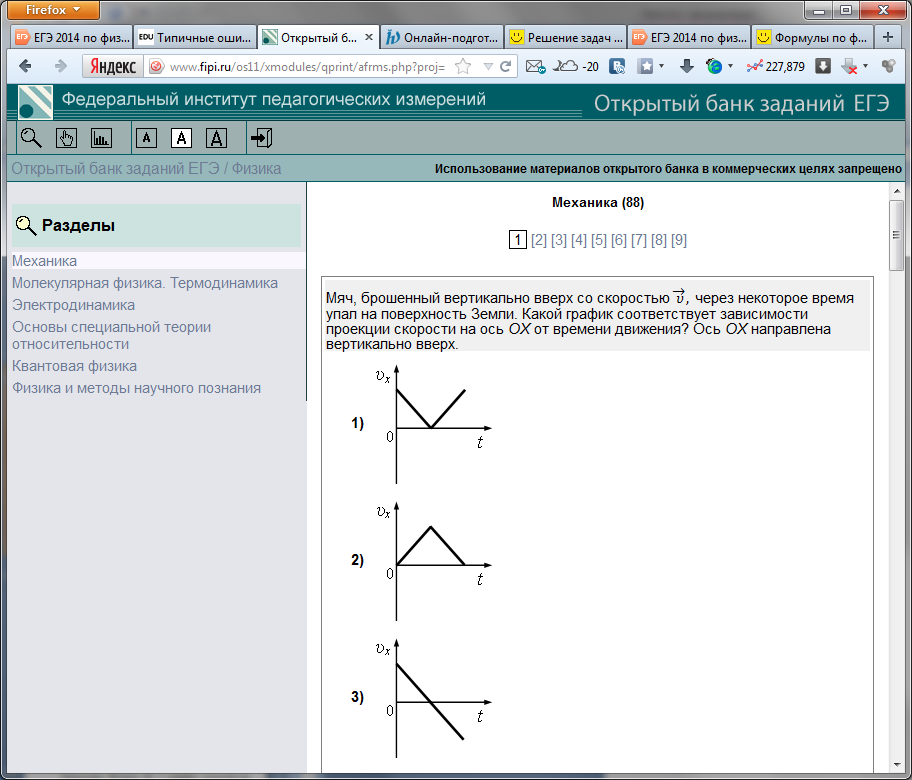 Firefox
ЕГЭ 2014 по физ...
EDU Типичные оши...
Открытый б...
Онлайн-подгот...
Решение задач ...
ЕГЭ 2014 по физ...
Формулы по ф...
Яндекс
www.fipi.ru/os11/xmodules/qprint/afrms.php?proj=
-20
227,879
Федеральный институт педагогических измерений
Открытый банк заданий ЕГЭ
A A A
Открытый банк заданий ЕГЭ / Физика
Использование материалов открытого банка в коммерческих целях запрещено
Разделы
Механика
Молекулярная физика. Термодинамика
Электродинамика
Основы специальной теории
относительности
Квантовая физика
Физика и методы научного познания
Механика (88)
1 [2] [3] [4] [5] [6] [7] [8] [9]
Мяч, брошенный вертикально вверх со скоростью υ⃗, через некоторое время
упал на поверхность Земли. Какой график соответствует зависимости
проекции скорости на ось OX от времени движения? Ось OX направлена
вертикально вверх.
υx
1)
0
t
υx
2)
0
t
υx
3)
0
t